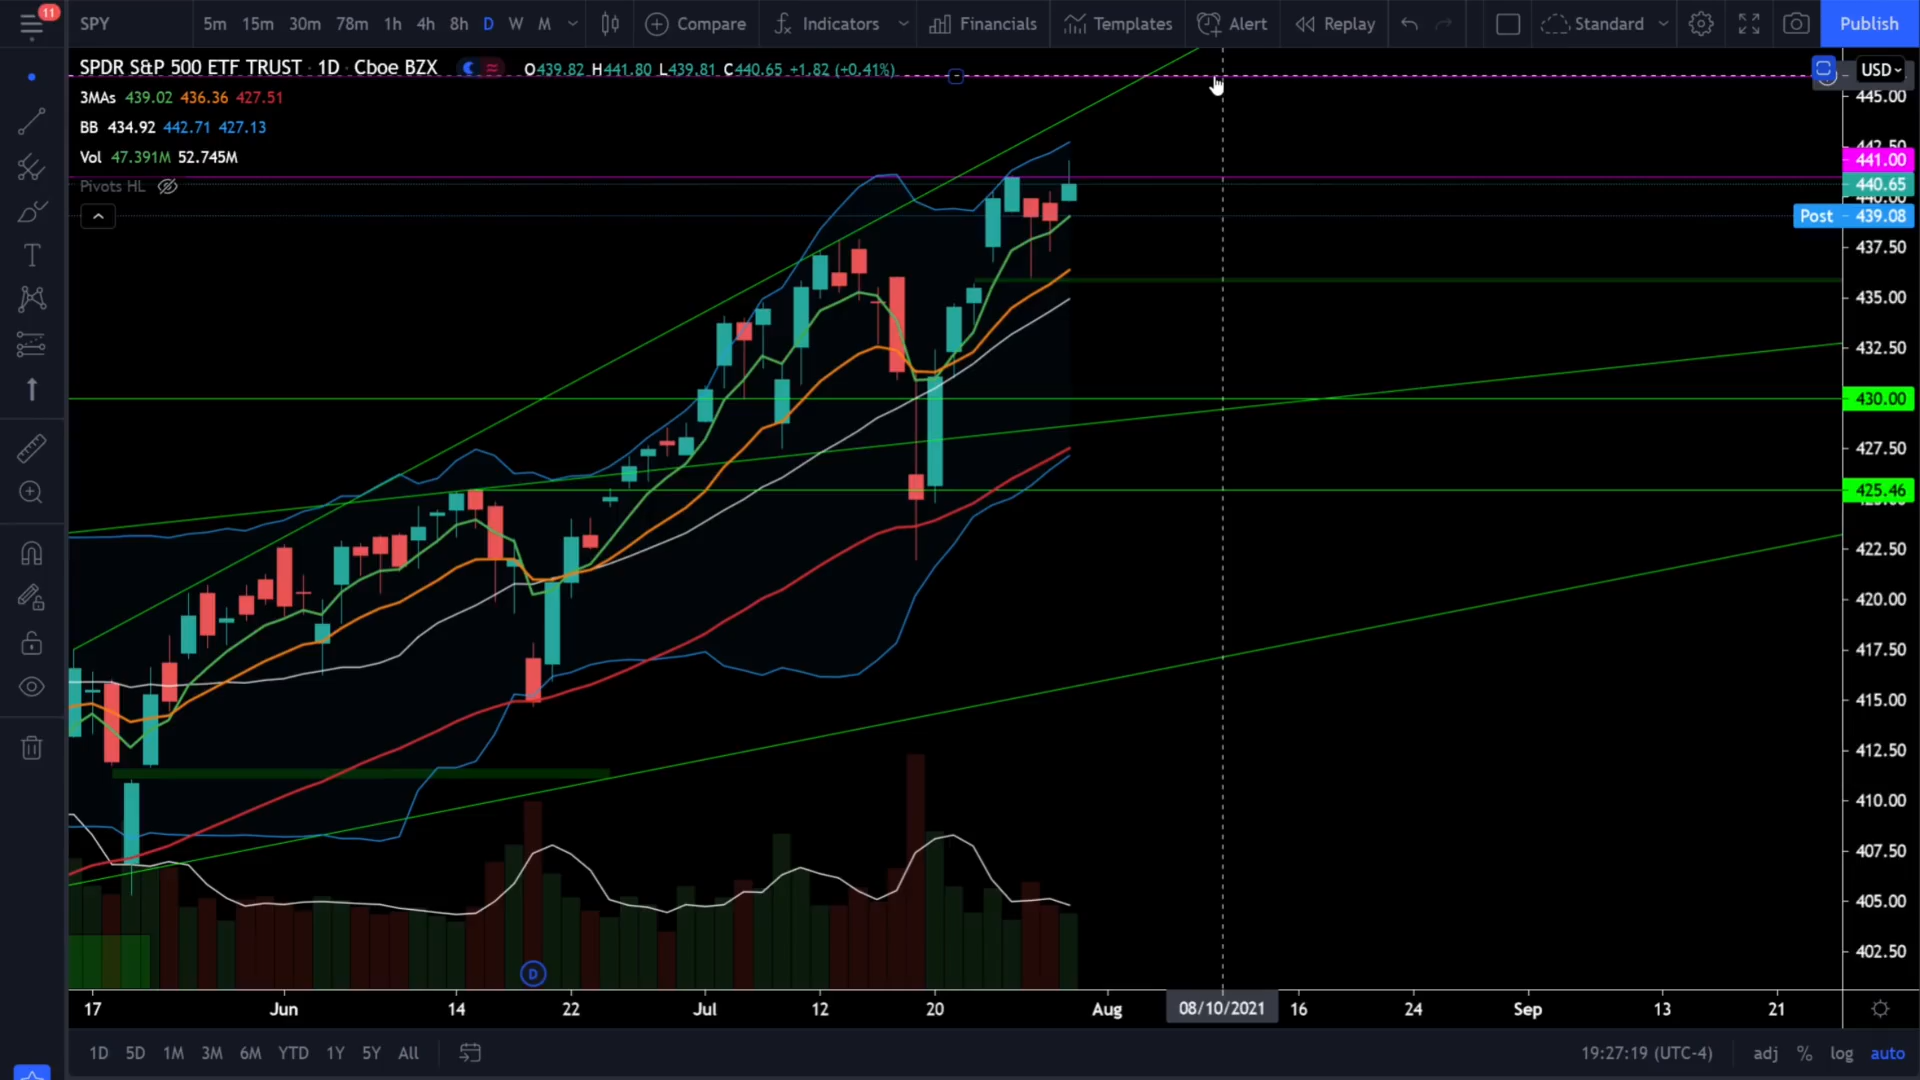 11
SPY 5m 15m 30m 78m 1h 4h 8h D W M Compare Indicators Financials Templates Alert Replay Standard Publish
SPDR S&P 500 ETF TRUST · 1D · Cboe BZX O439.82 H441.80 L439.81 C440.65 +1.82 (+0.41%)
USD
3MAs 439.02 436.36 427.51
445.00
BB 434.92 442.71 427.13
442.50
Vol 47.391M 52.745M
441.00
Pivots HL
440.65
440.00
Post 439.08
437.50
435.00
432.50
430.00
427.50
425.46
422.50
420.00
417.50
415.00
412.50
410.00
407.50
405.00
402.50
D
17 Jun 14 22 Jul 12 20 Aug 08/10/2021 16 24 Sep 13 21
1D 5D 1M 3M 6M YTD 1Y 5Y All 19:27:19 (UTC-4) adj % log auto